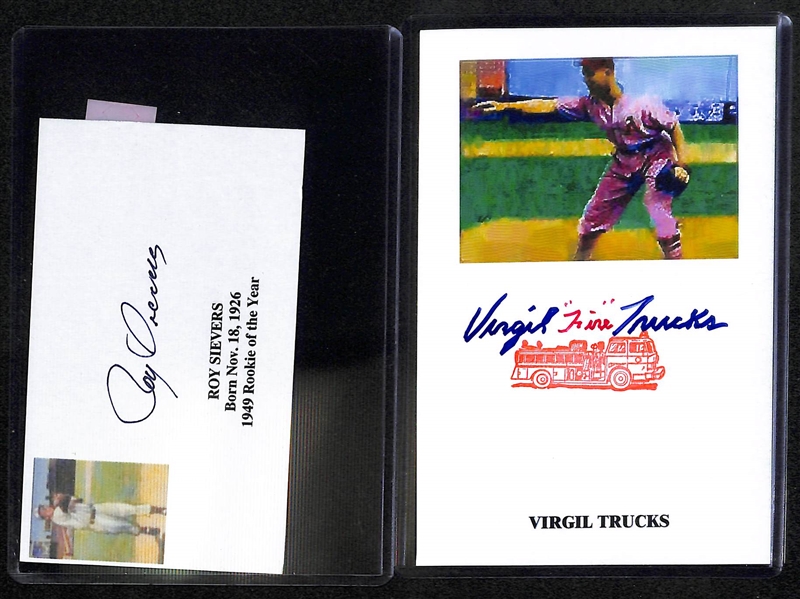 Roy Sievers
ROY SIEVERS
Born Nov. 18, 1926
1949 Rookie of the Year
Virgil "Fire" Trucks
VIRGIL TRUCKS